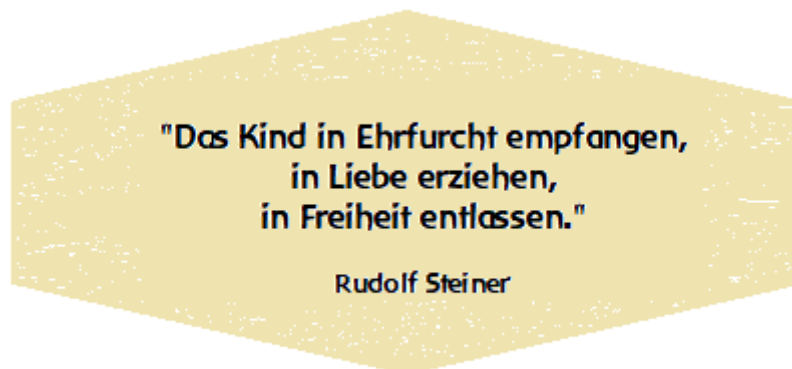 "Das Kind in Ehrfurcht empfangen,
in Liebe erziehen,
in Freiheit entlassen."
Rudolf Steiner